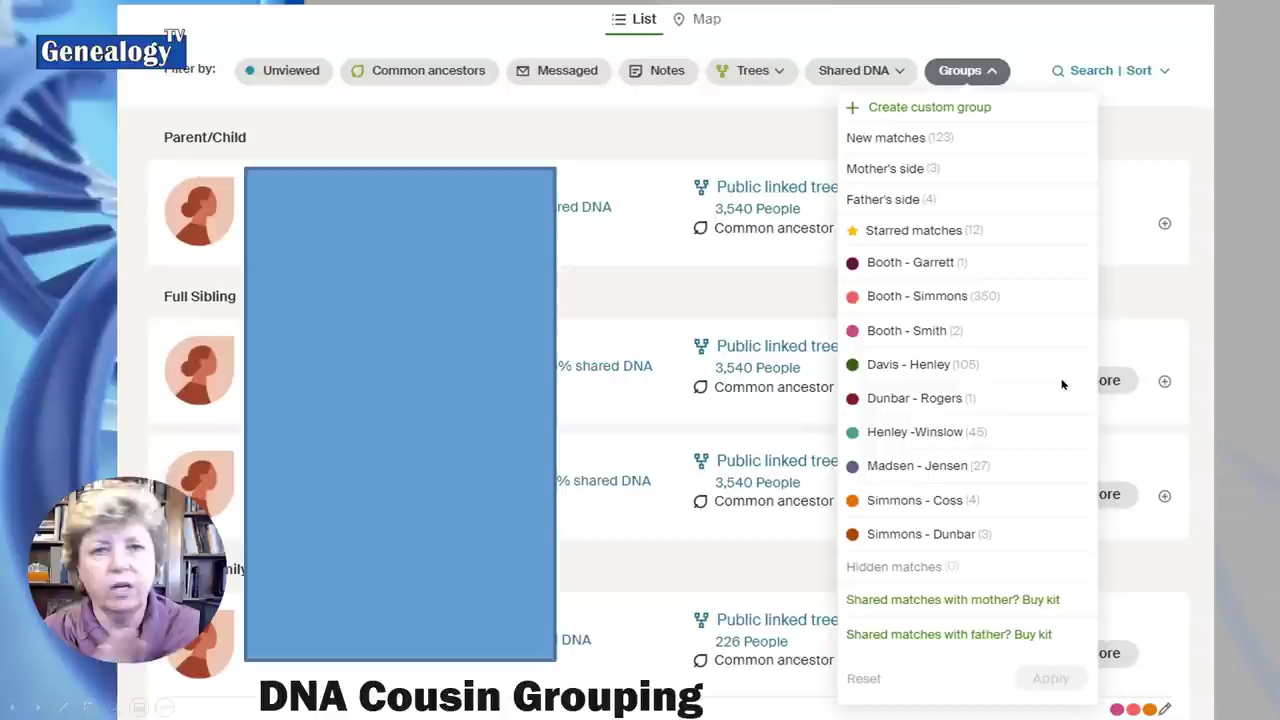 List Map
Genealogy TV
Filter by: Unviewed Common ancestors Messaged Notes Trees Shared DNA Groups Search | Sort
Create custom group
New matches (123)
Mother's side (3)
Father's side (4)
Starred matches (12)
Booth - Garrett (1)
Booth - Simmons (350)
Booth - Smith (2)
Davis - Henley (105)
Dunbar - Rogers (1)
Henley -Winslow (45)
Madsen - Jensen (27)
Simmons - Coss (4)
Simmons - Dunbar (3)
Hidden matches (0)
Shared matches with mother? Buy kit
Shared matches with father? Buy kit
Reset Apply
Parent/Child
red DNA
Public linked tree
3,540 People
Common ancestor
Full Sibling
% shared DNA
Public linked tree
3,540 People
Common ancestor
ore
% shared DNA
Public linked tree
3,540 People
Common ancestor
ore
mily
DNA
Public linked tree
226 People
Common ancestor
ore
DNA Cousin Grouping